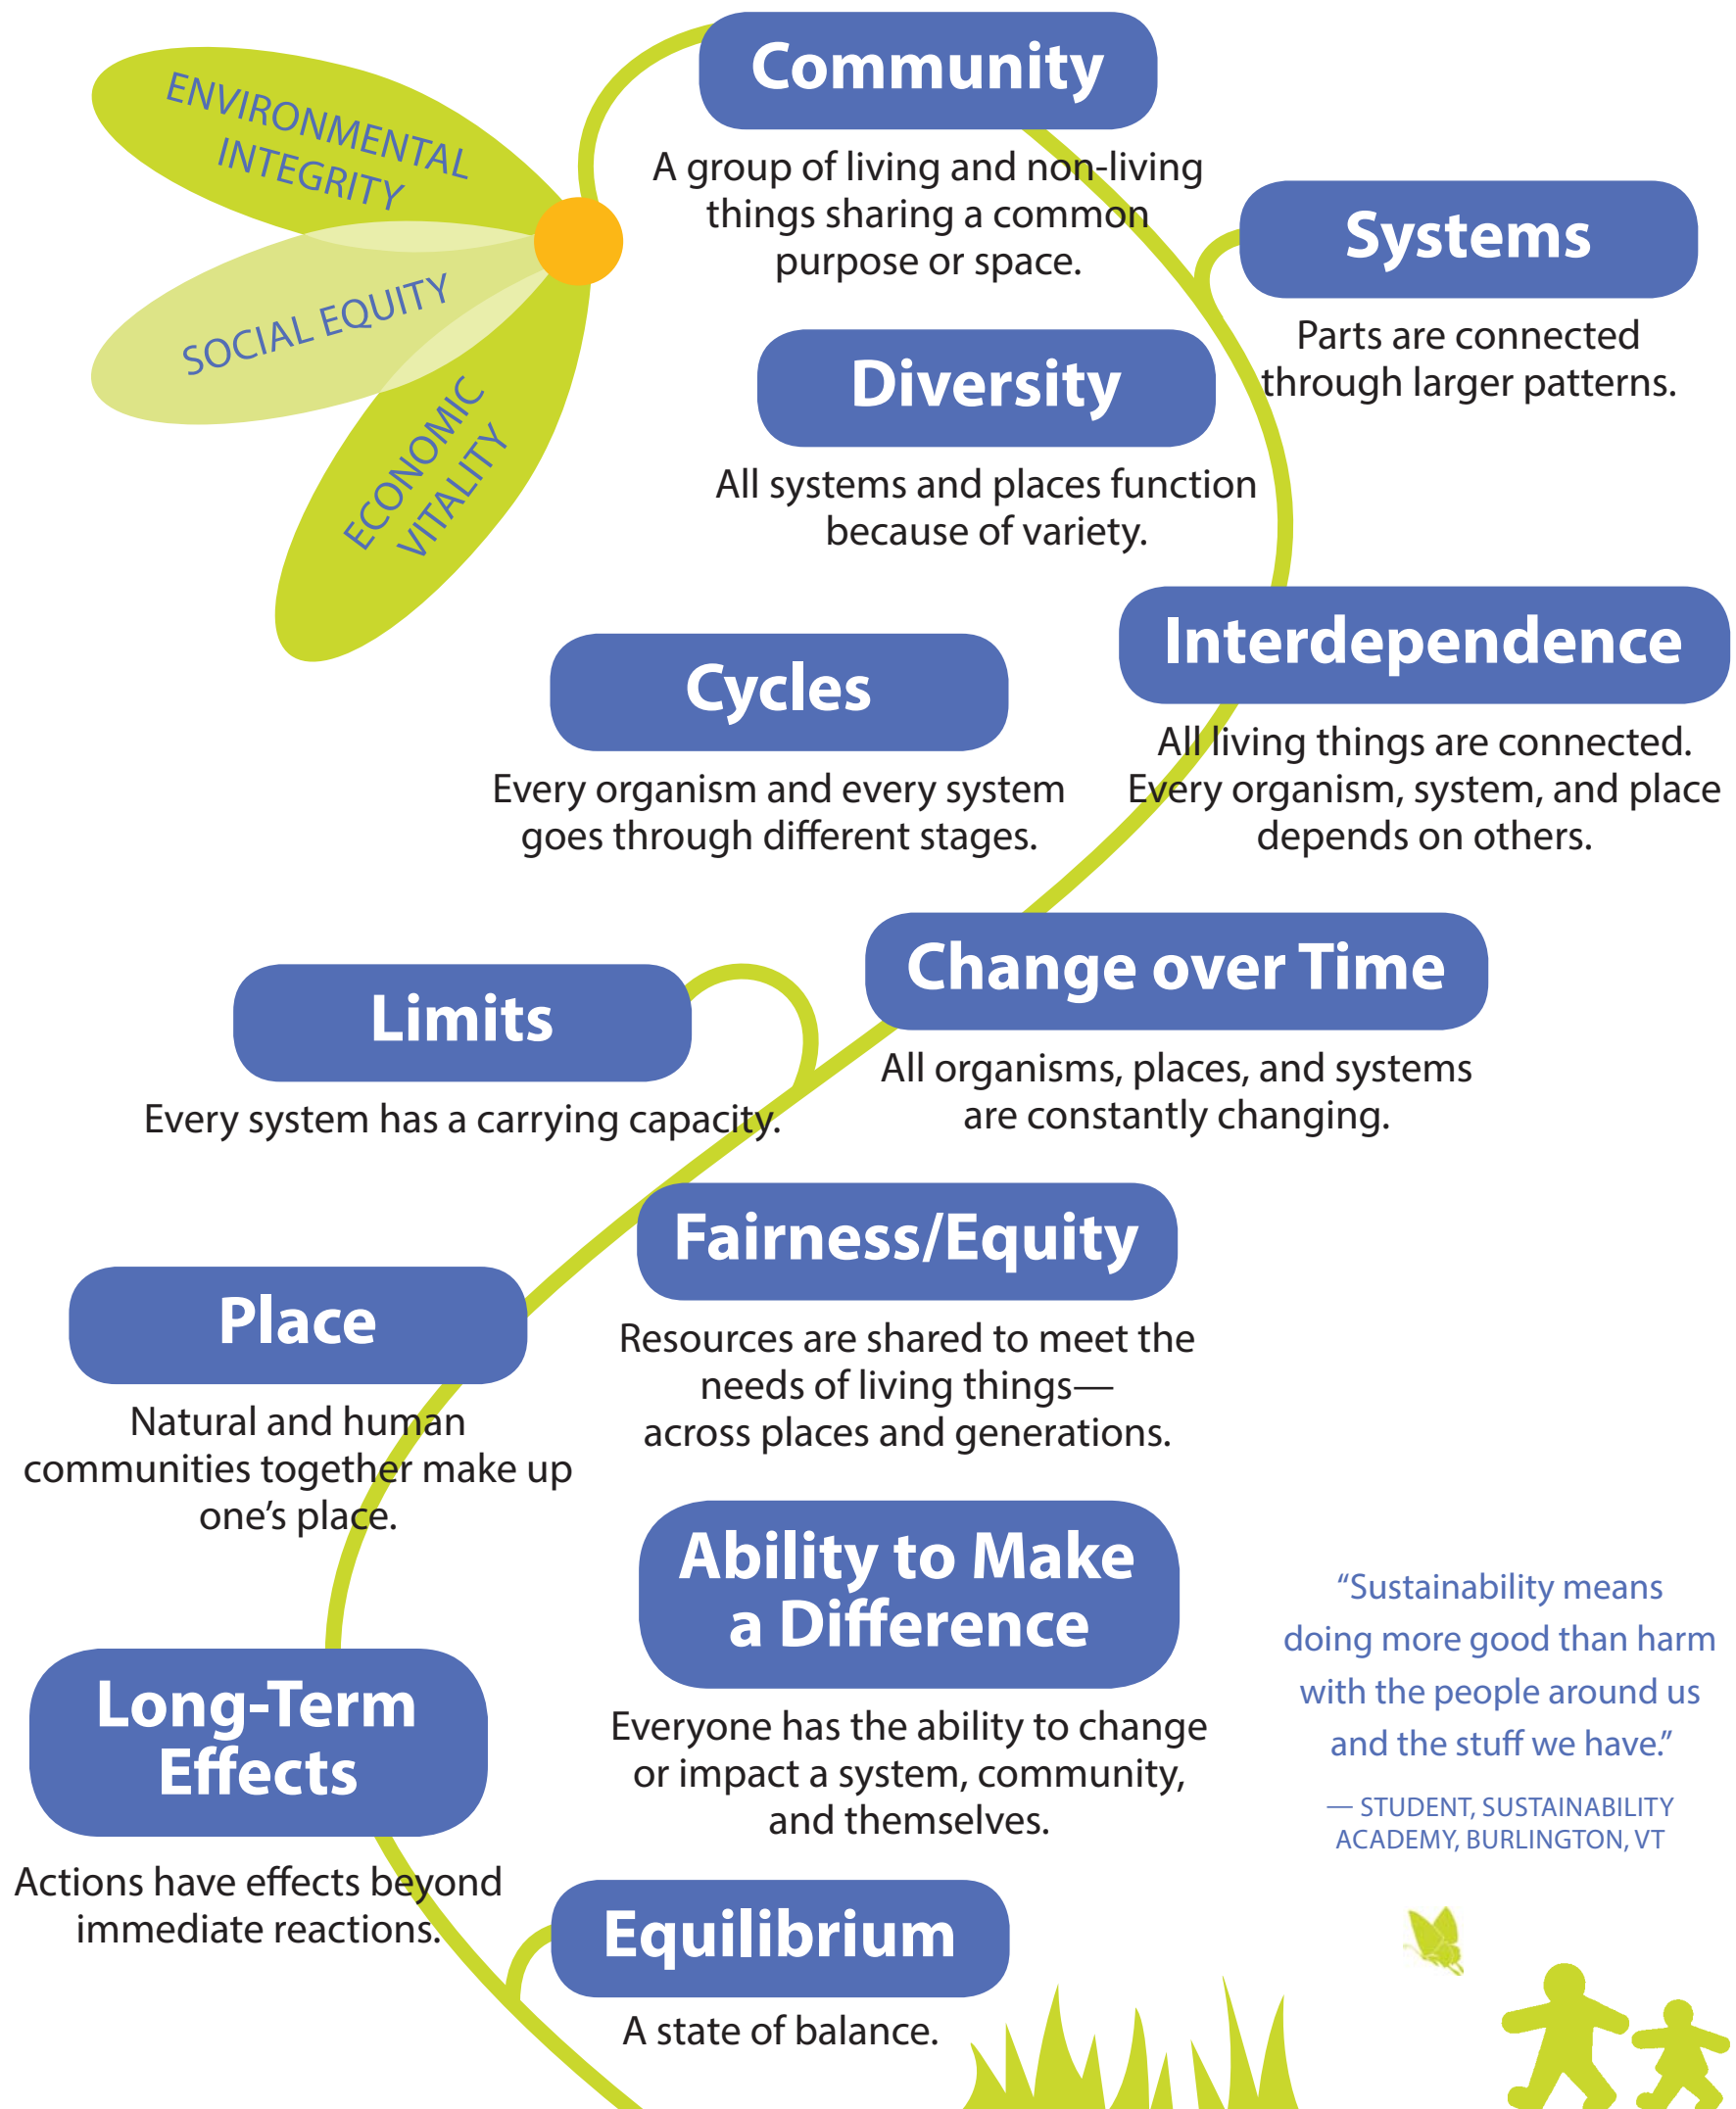 ENVIRONMENTAL
INTEGRITY
SOCIAL EQUITY
ECONOMIC
VITALITY
Community
A group of living and non-living
things sharing a common
purpose or space.
Systems
Parts are connected
through larger patterns.
Diversity
All systems and places function
because of variety.
Interdependence
All living things are connected.
Every organism, system, and place
depends on others.
Cycles
Every organism and every system
goes through different stages.
Change over Time
All organisms, places, and systems
are constantly changing.
Limits
Every system has a carrying capacity.
Fairness/Equity
Resources are shared to meet the
needs of living things—
across places and generations.
Place
Natural and human
communities together make up
one’s place.
Ability to Make
a Difference
Everyone has the ability to change
or impact a system, community,
and themselves.
“Sustainability means
doing more good than harm
with the people around us
and the stuff we have.”
— STUDENT, SUSTAINABILITY
ACADEMY, BURLINGTON, VT
Long-Term
Effects
Actions have effects beyond
immediate reactions.
Equilibrium
A state of balance.